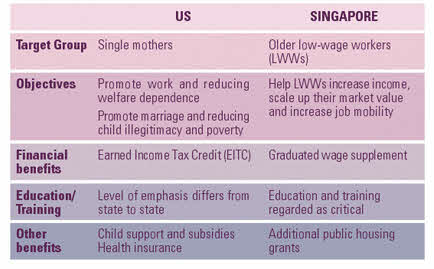 US SINGAPORE
Target Group Single mothers Older low-wage workers
(LWWs)
Objectives Promote work and reducing Help LWWs increase income,
welfare dependence scale up their market value
Promote marriage and reducing and increase job mobility
child illegitimacy and poverty
Financial Earned Income Tax Credit (EITC) Graduated wage supplement
benefits
Education/ Level of emphasis differs from Education and training
Training state to state regarded as critical
Other Child support and subsidies Additional public housing
benefits Health insurance grants